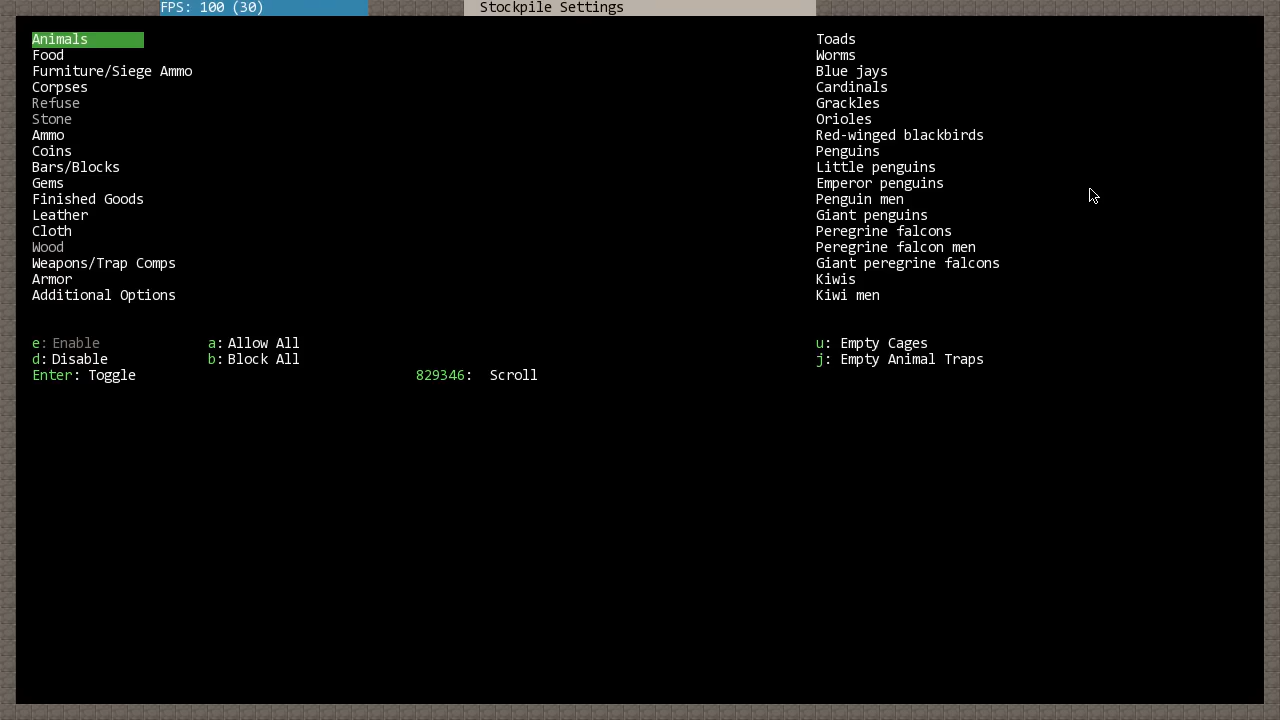 FPS: 100 (30) Stockpile Settings
Animals Toads
Food Worms
Furniture/Siege Ammo Blue jays
Corpses Cardinals
Refuse Grackles
Stone Orioles
Ammo Red-winged blackbirds
Coins Penguins
Bars/Blocks Little penguins
Gems Emperor penguins
Finished Goods Penguin men
Leather Giant penguins
Cloth Peregrine falcons
Wood Peregrine falcon men
Weapons/Trap Comps Giant peregrine falcons
Armor Kiwis
Additional Options Kiwi men
e: Enable a: Allow All u: Empty Cages
d: Disable b: Block All j: Empty Animal Traps
Enter: Toggle 829346: Scroll